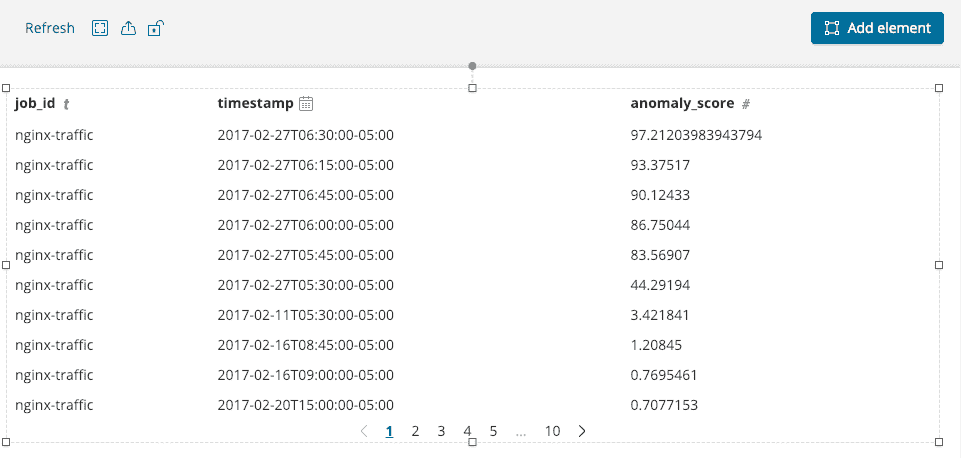 Refresh Add element
job_id t timestamp anomaly_score #
nginx-traffic 2017-02-27T06:30:00-05:00 97.21203983943794
nginx-traffic 2017-02-27T06:15:00-05:00 93.37517
nginx-traffic 2017-02-27T06:45:00-05:00 90.12433
nginx-traffic 2017-02-27T06:00:00-05:00 86.75044
nginx-traffic 2017-02-27T05:45:00-05:00 83.56907
nginx-traffic 2017-02-27T05:30:00-05:00 44.29194
nginx-traffic 2017-02-11T05:30:00-05:00 3.421841
nginx-traffic 2017-02-16T08:45:00-05:00 1.20845
nginx-traffic 2017-02-16T09:00:00-05:00 0.7695461
nginx-traffic 2017-02-20T15:00:00-05:00 0.7077153
1 2 3 4 5 ... 10